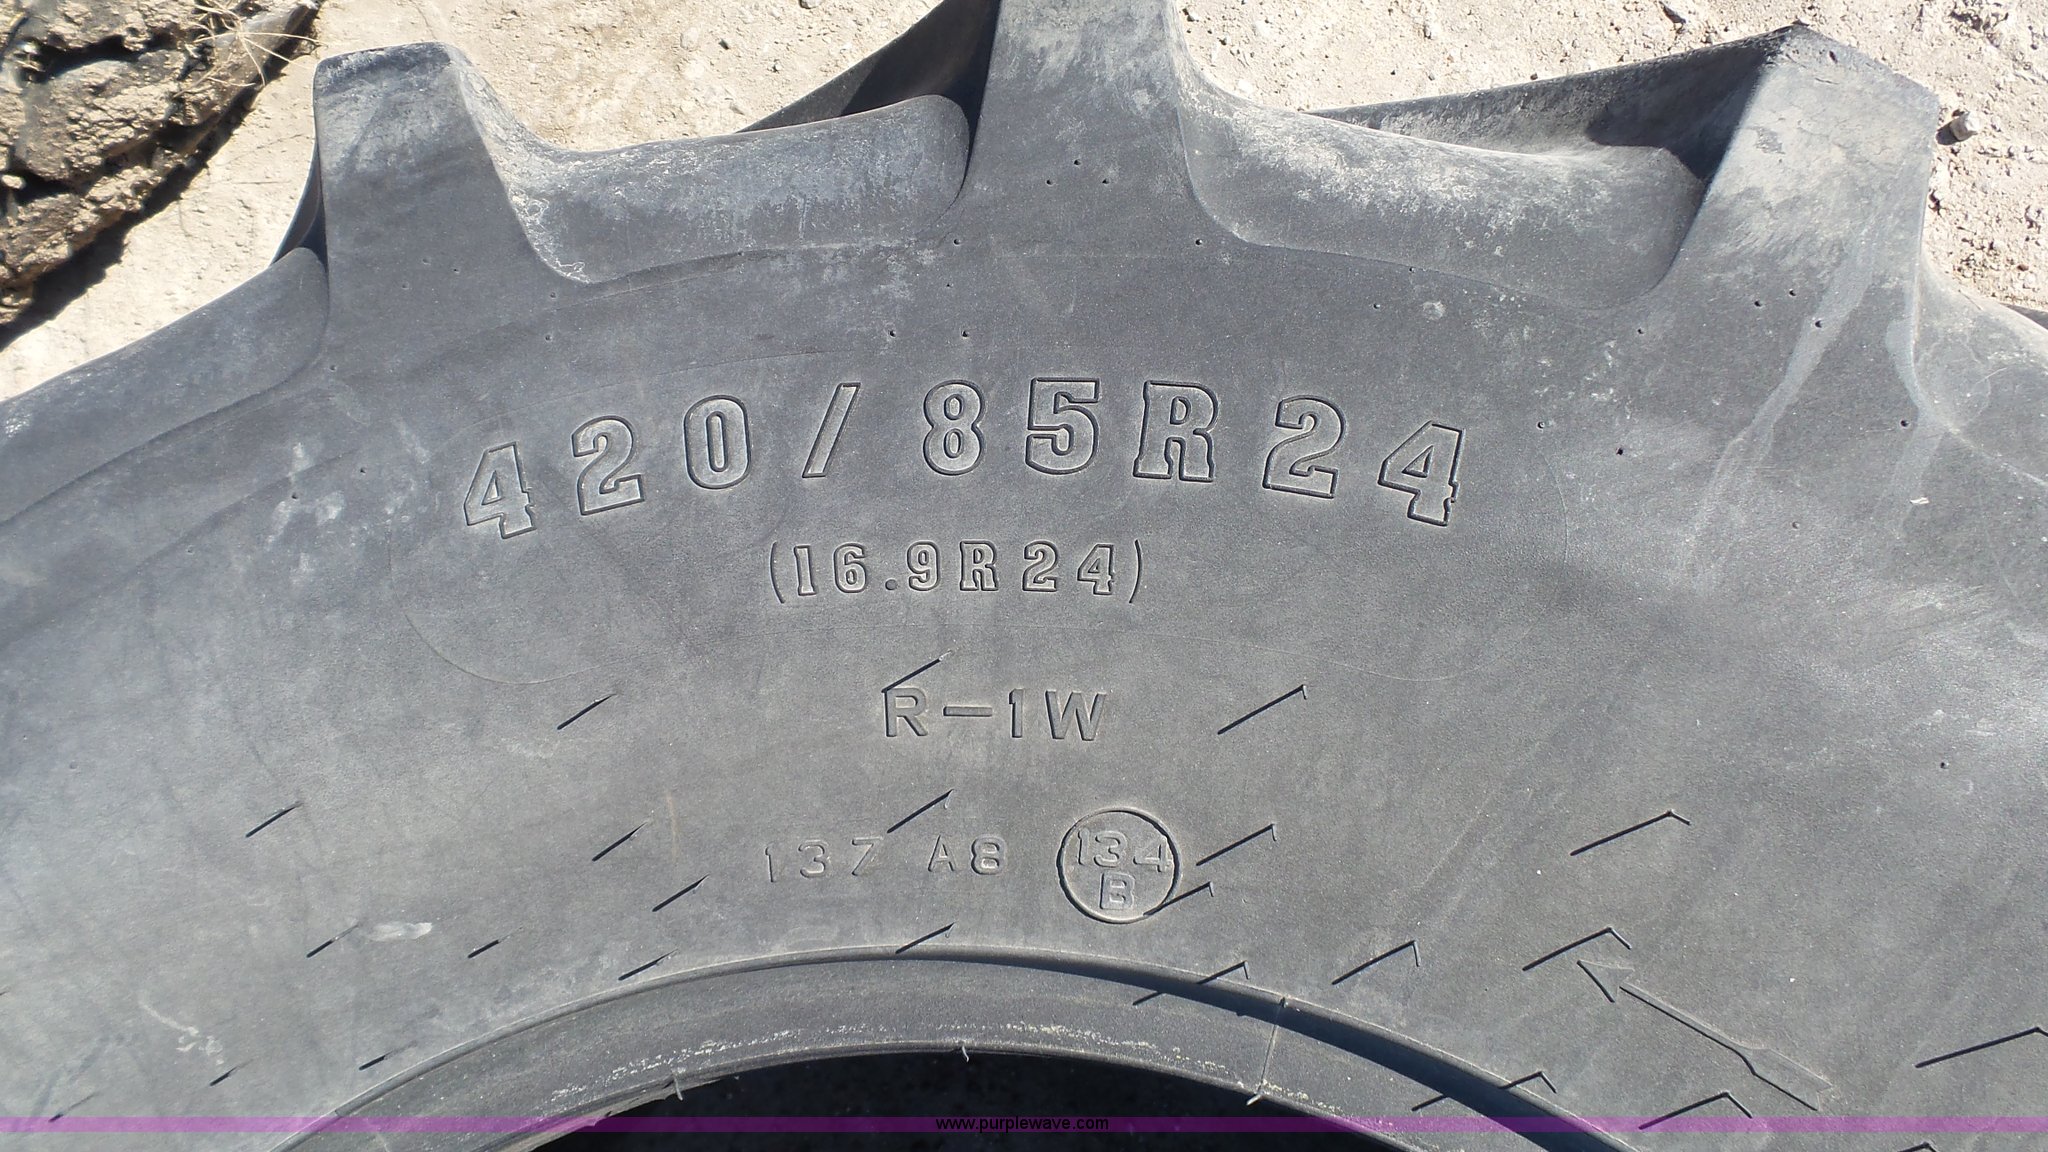 420/85R24
(16.9R24)
R-1W
137 A8 134
B
www.purplewave.com